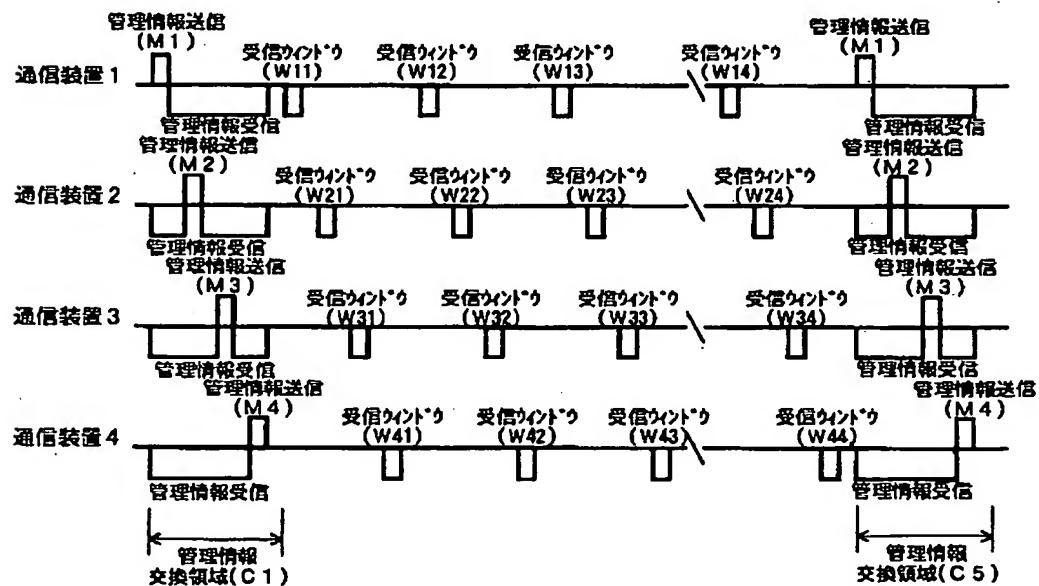 管理情報送信
(M1)
受信ウィンドウ
(W11)
受信ウィンドウ
(W12)
受信ウィンドウ
(W13)
受信ウィンドウ
(W14)
管理情報送信
(M1)
通信装置1
管理情報受信
管理情報受信
管理情報送信
(M2)
受信ウィンドウ
(W21)
受信ウィンドウ
(W22)
受信ウィンドウ
(W23)
受信ウィンドウ
(W24)
管理情報送信
(M2)
通信装置2
管理情報受信
管理情報受信
管理情報送信
(M3)
受信ウィンドウ
(W31)
受信ウィンドウ
(W32)
受信ウィンドウ
(W33)
受信ウィンドウ
(W34)
管理情報送信
(M3)
通信装置3
管理情報受信
管理情報受信
管理情報送信
(M4)
受信ウィンドウ
(W41)
受信ウィンドウ
(W42)
受信ウィンドウ
(W43)
受信ウィンドウ
(W44)
管理情報送信
(M4)
通信装置4
管理情報受信
管理情報受信
管理情報
交換領域(C1)
管理情報
交換領域(C5)